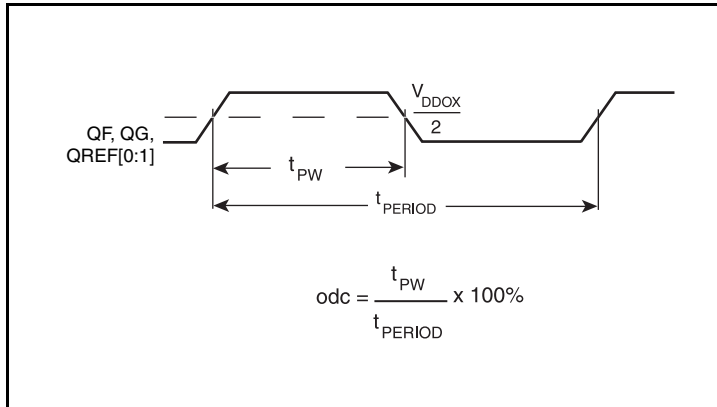 V_DDOX
2
QF, QG,
QREF[0:1]
t_PW
t_PERIOD
odc = t_PW / t_PERIOD x 100%